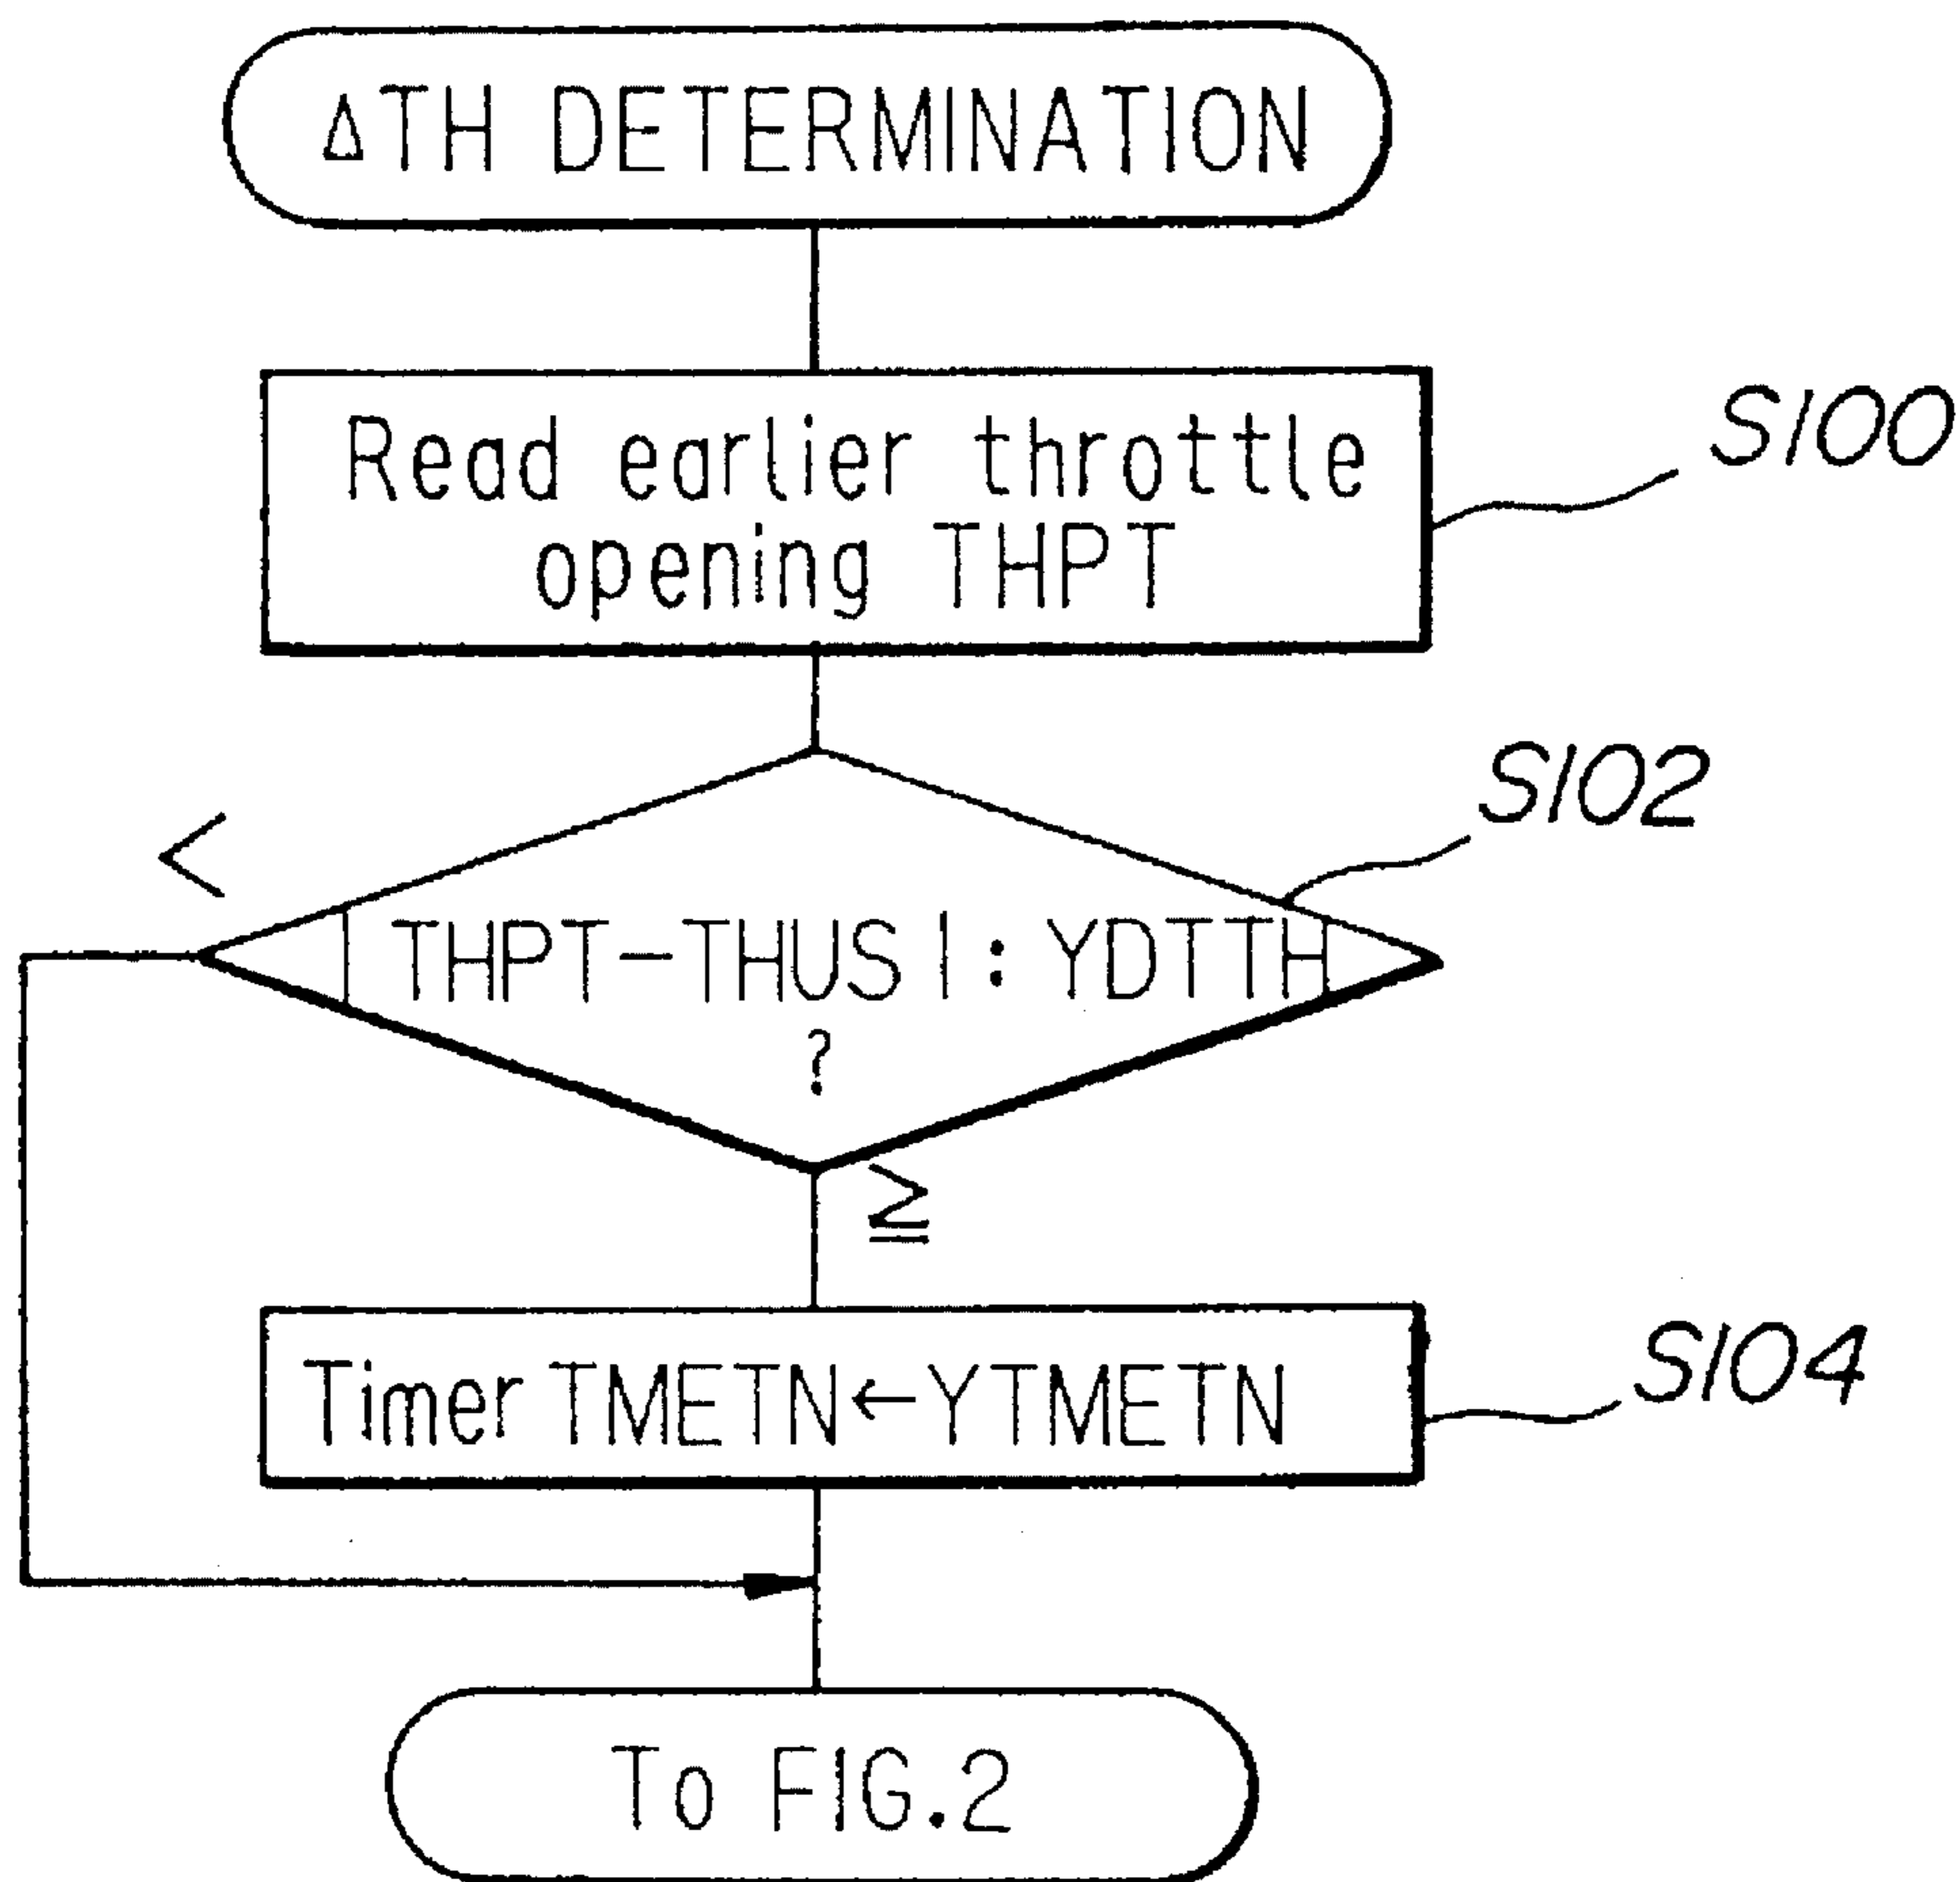 ΔTH DETERMINATION
Read earlier throttle
opening THPT
S100
S102
<
| THPT-THUS | : YDTTH
?
≧
Timer TMETN←YTMETN
S104
To FIG.2